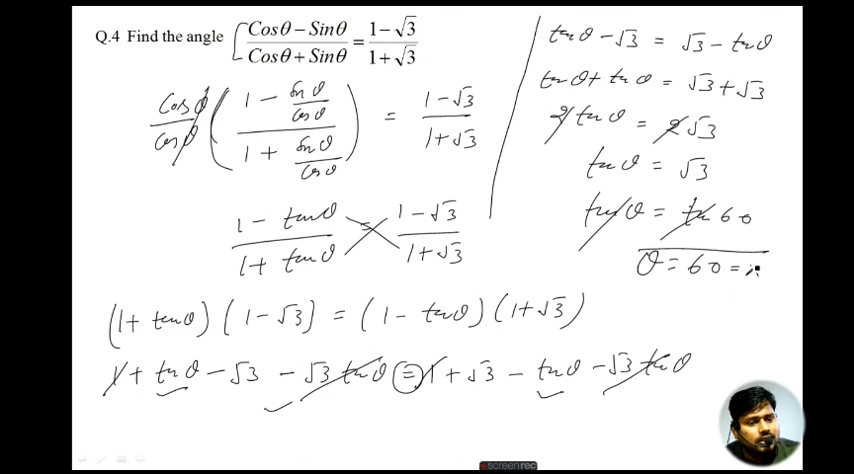 Q.4 Find the angle [(Cosθ − Sinθ)/(Cosθ + Sinθ) = (1 − √3)/(1 + √3)
Cosθ/Cosθ ((1 − Sinθ/Cosθ)/(1 + Sinθ/Cosθ)) = (1 − √3)/(1 + √3)
(1 − tanθ)/(1 + tanθ) = (1 − √3)/(1 + √3)
(1 + tanθ)(1 − √3) = (1 − tanθ)(1 + √3)
1 + tanθ − √3 − √3 tanθ = 1 + √3 − tanθ − √3 tanθ
tanθ − √3 = √3 − tanθ
tanθ + tanθ = √3 + √3
2 tanθ = 2√3
tanθ = √3
tanθ = tan 60
θ = 60 =
screenrec